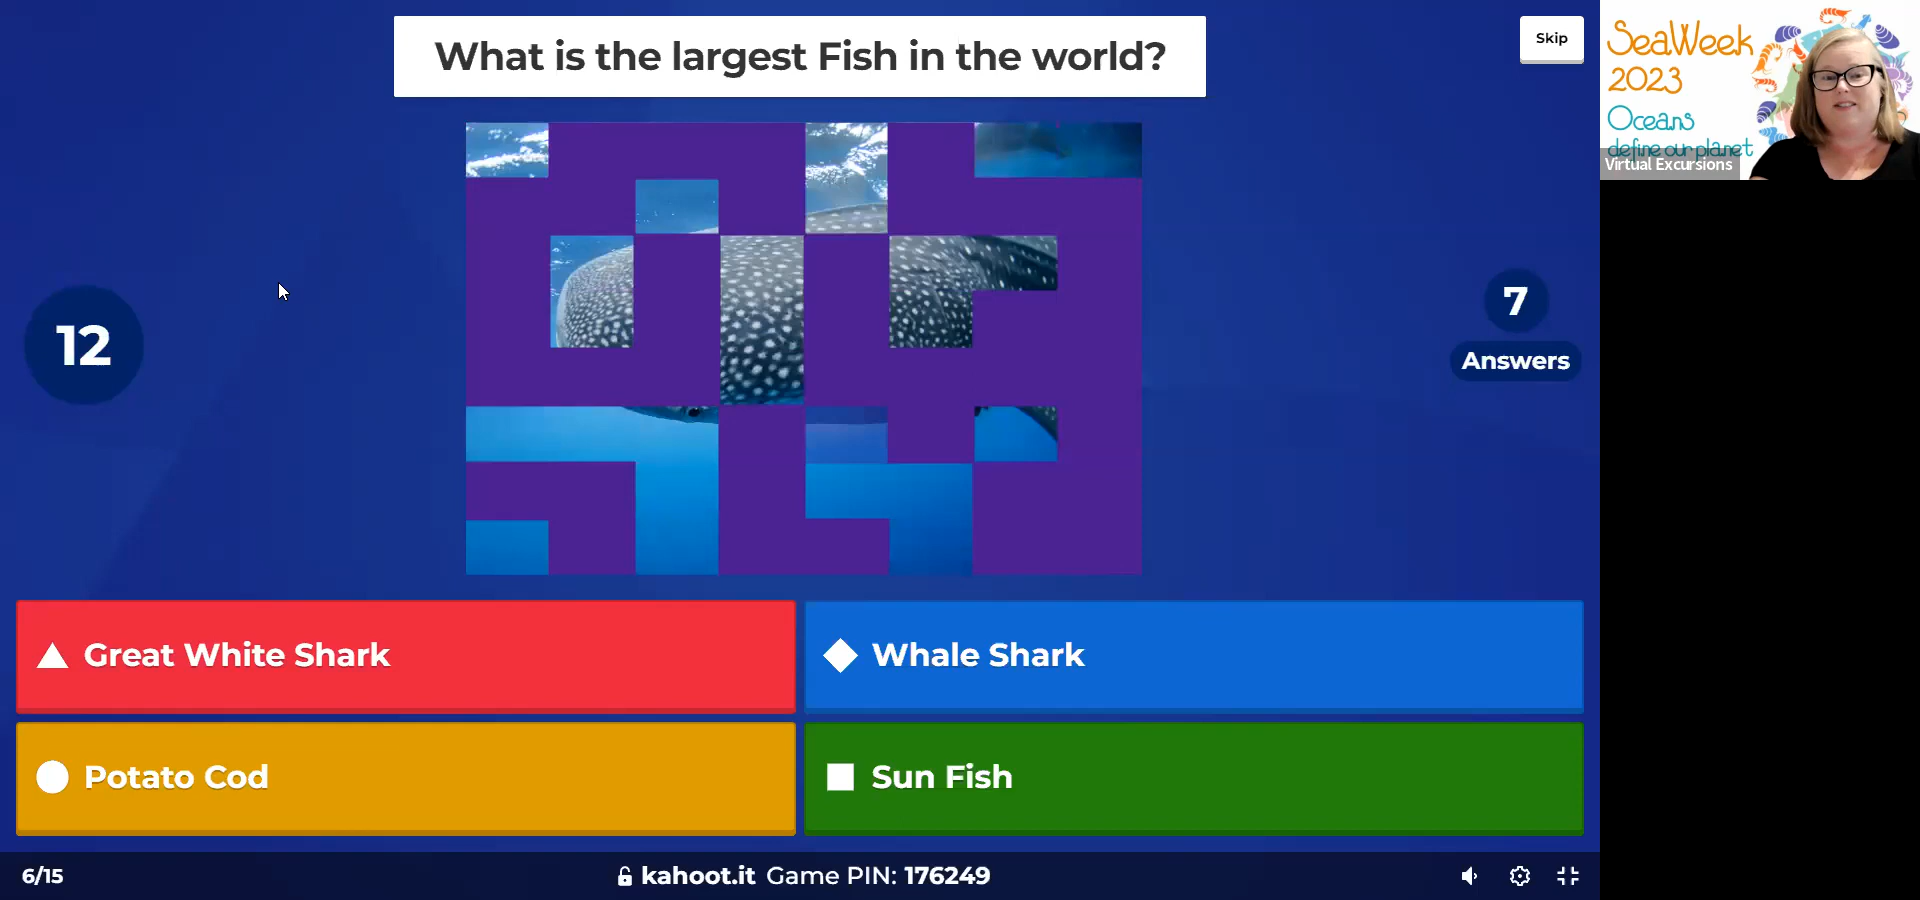 What is the largest Fish in the world?
Skip
SeaWeek
2023
Oceans
define our planet
Virtual Excursions
12
7
Answers
Great White Shark
Whale Shark
Potato Cod
Sun Fish
6/15
kahoot.it Game PIN: 176249